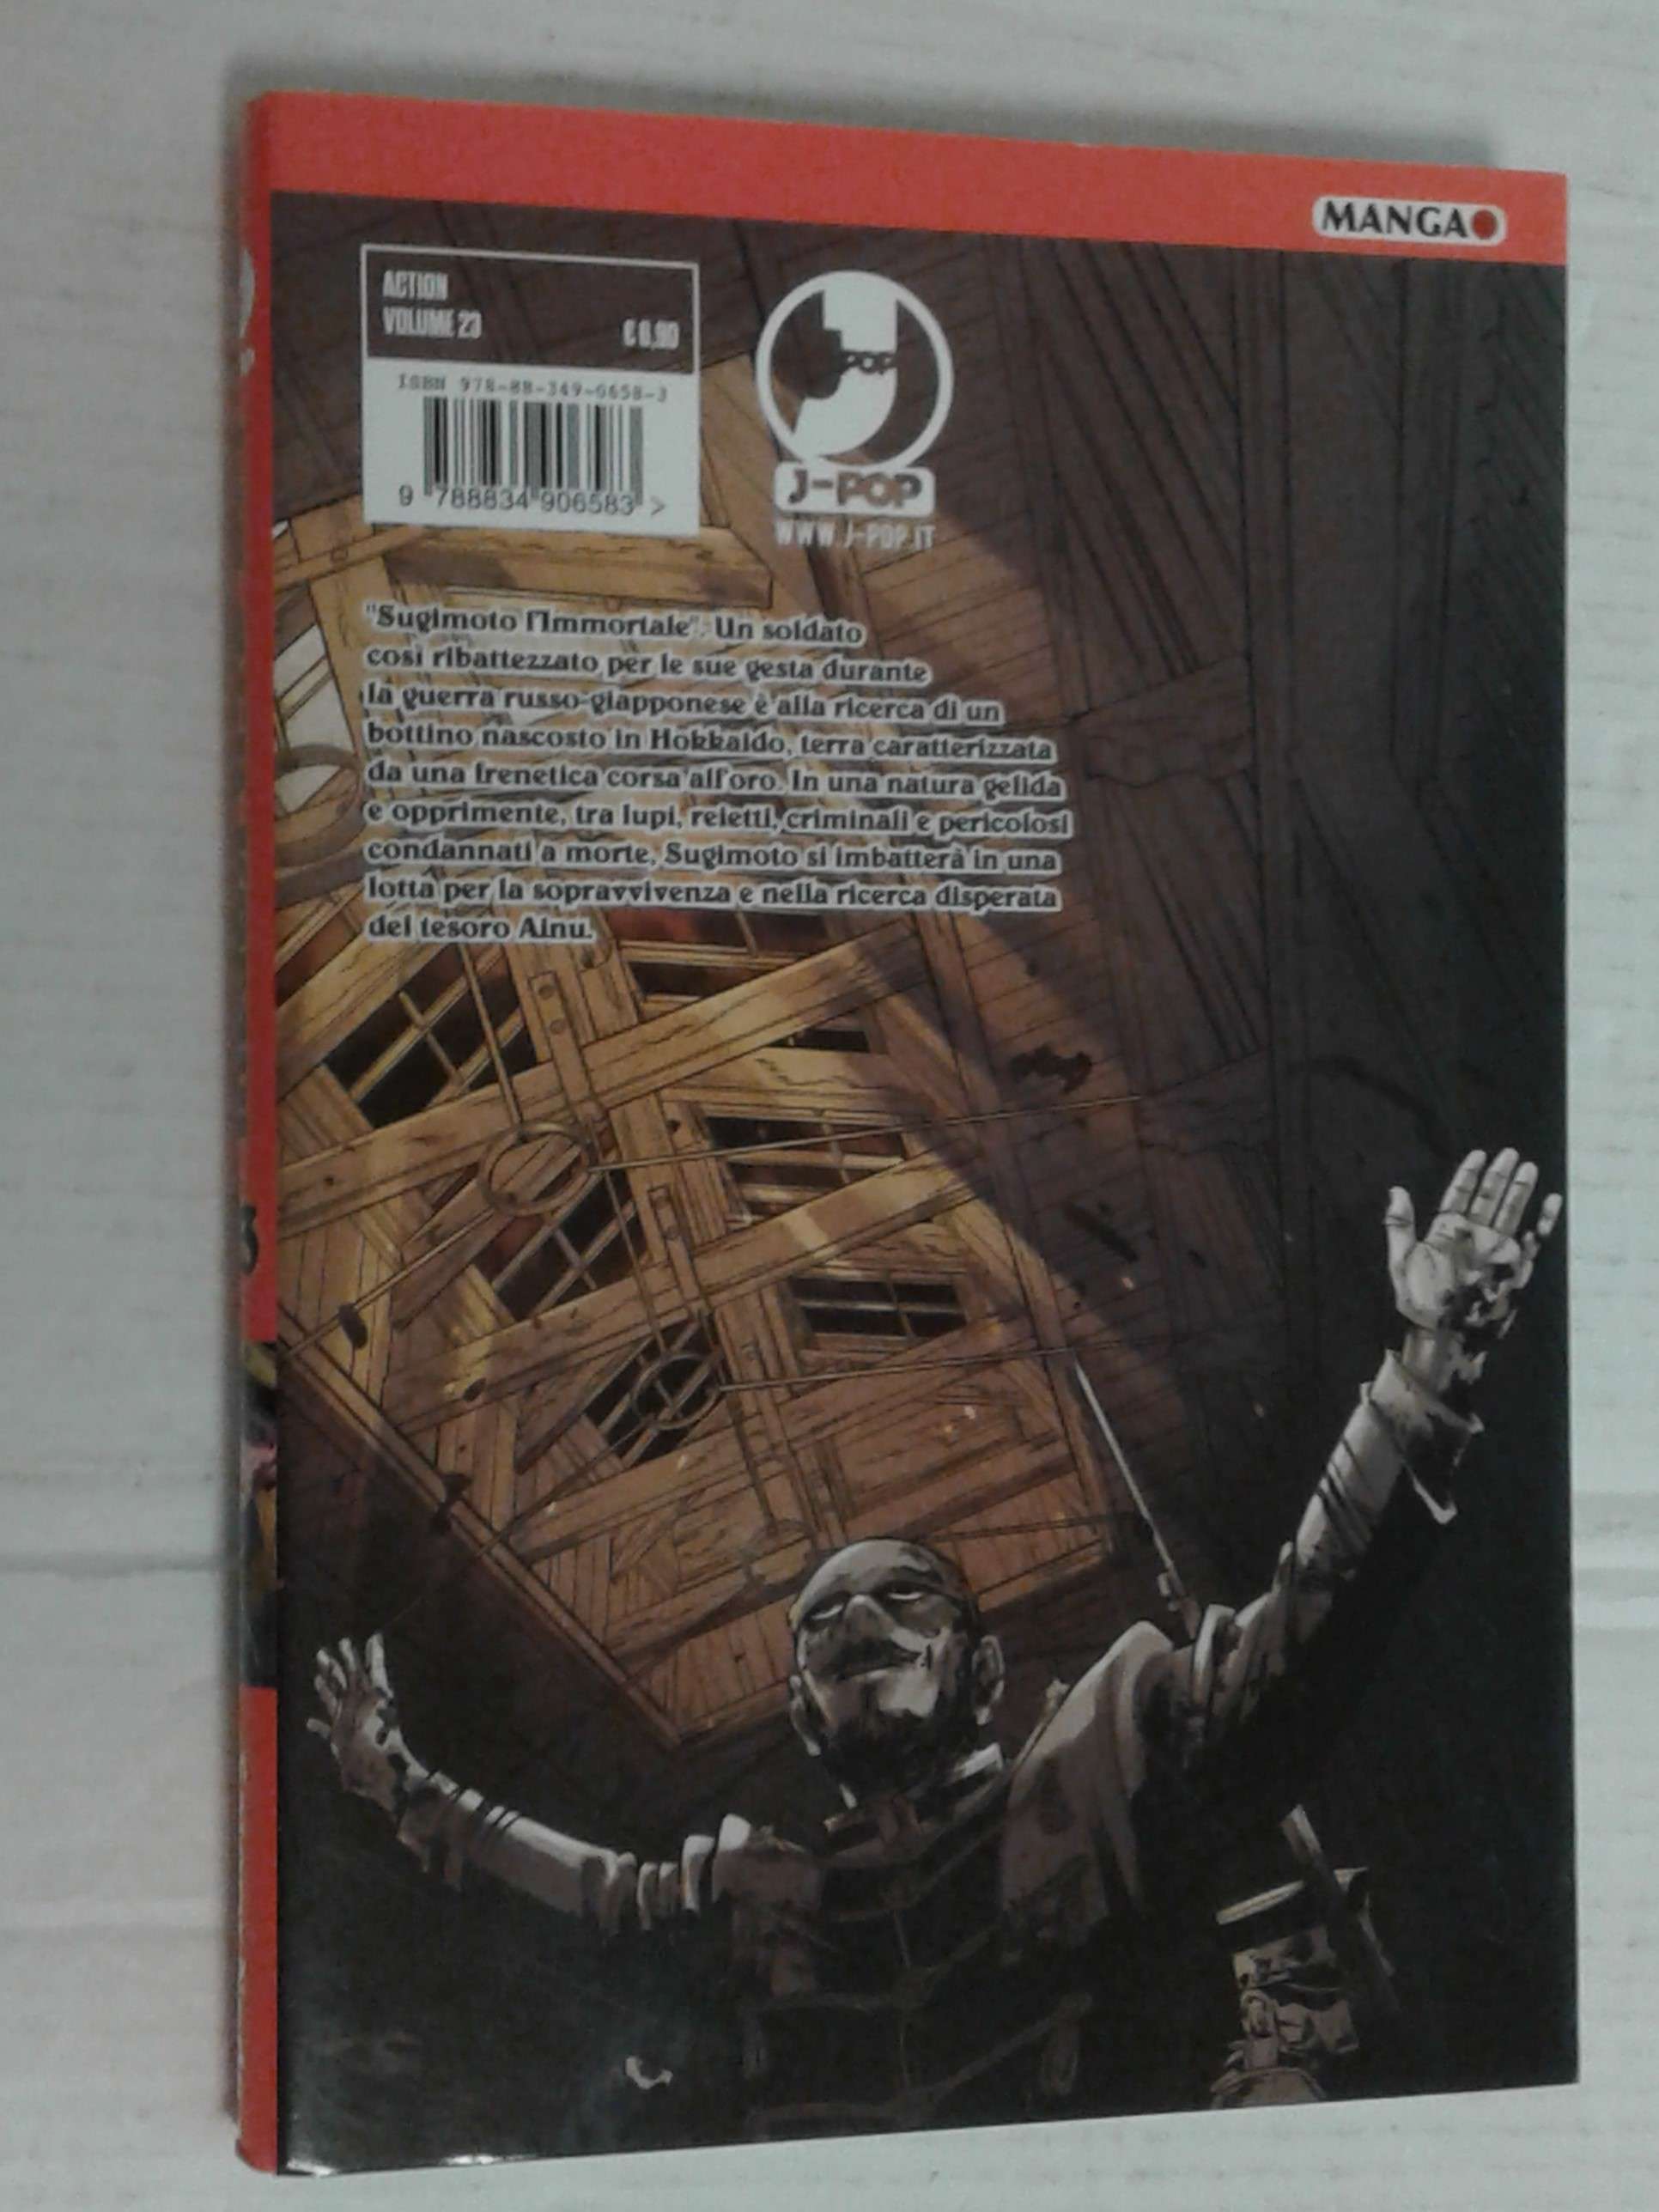 MANGA
ACTION
VOLUME 23
€ 6,90
ISBN 978-88-349-0658-3
9 788834 906583 >
J-POP
J-POP
WWW.J-POP.IT
"Sugimoto l'Immortale". Un soldato
così ribattezzato per le sue gesta durante
la guerra russo-giapponese è alla ricerca di un
bottino nascosto in Hokkaido, terra caratterizzata
da una frenetica corsa all'oro. In una natura gelida
e opprimente, tra lupi, reietti, criminali e pericolosi
condannati a morte, Sugimoto si imbatterà in una
lotta per la sopravvivenza e nella ricerca disperata
del tesoro Ainu.